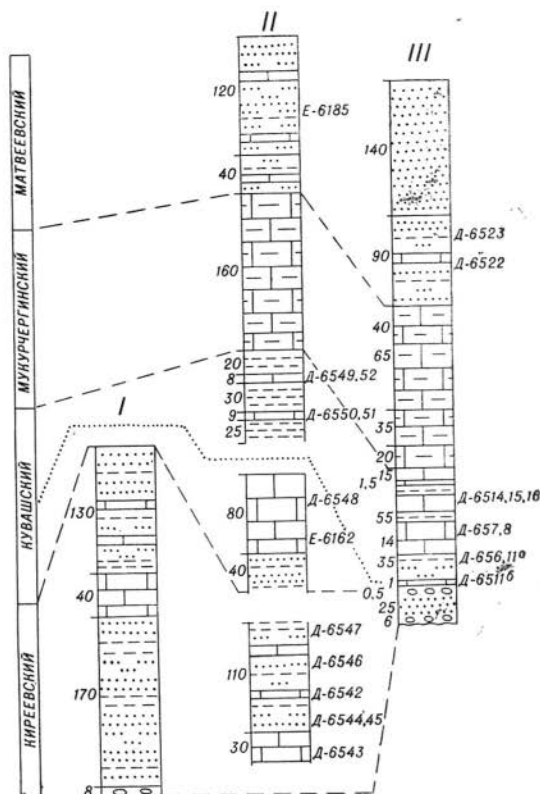 II
III
I
МАТВЕЕВСКИЙ
МУКУРЧЕРГИНСКИЙ
КУВАШСКИЙ
КИРЕЕВСКИЙ
130
40
170
8
120
Е-6185
40
160
20
8
Д-6549,52
30
9
Д-6550,51
25
80
Д-6548
Е-6162
40
Д-6547
Д-6546
110
Д-6542
Д-6544,45
30
Д-6543
140
Д-6523
90
Д-6522
40
65
35
20
15
1,5
Д-6514,15,16
55
Д-657,8
14
35
Д-656,11а
1
Д-6511б
0,5
25
6